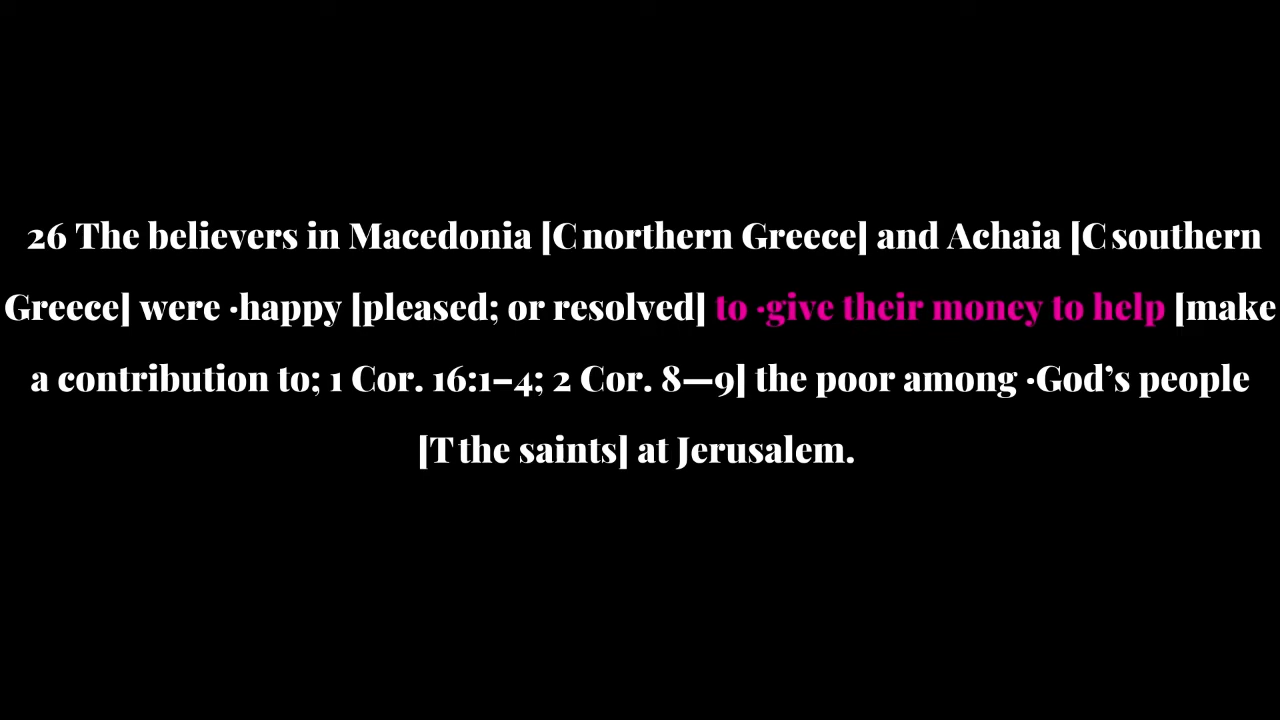 26 The believers in Macedonia [C northern Greece] and Achaia [C southern
Greece] were ·happy [pleased; or resolved] to ·give their money to help [make
a contribution to; 1 Cor. 16:1–4; 2 Cor. 8—9] the poor among ·God’s people
[T the saints] at Jerusalem.